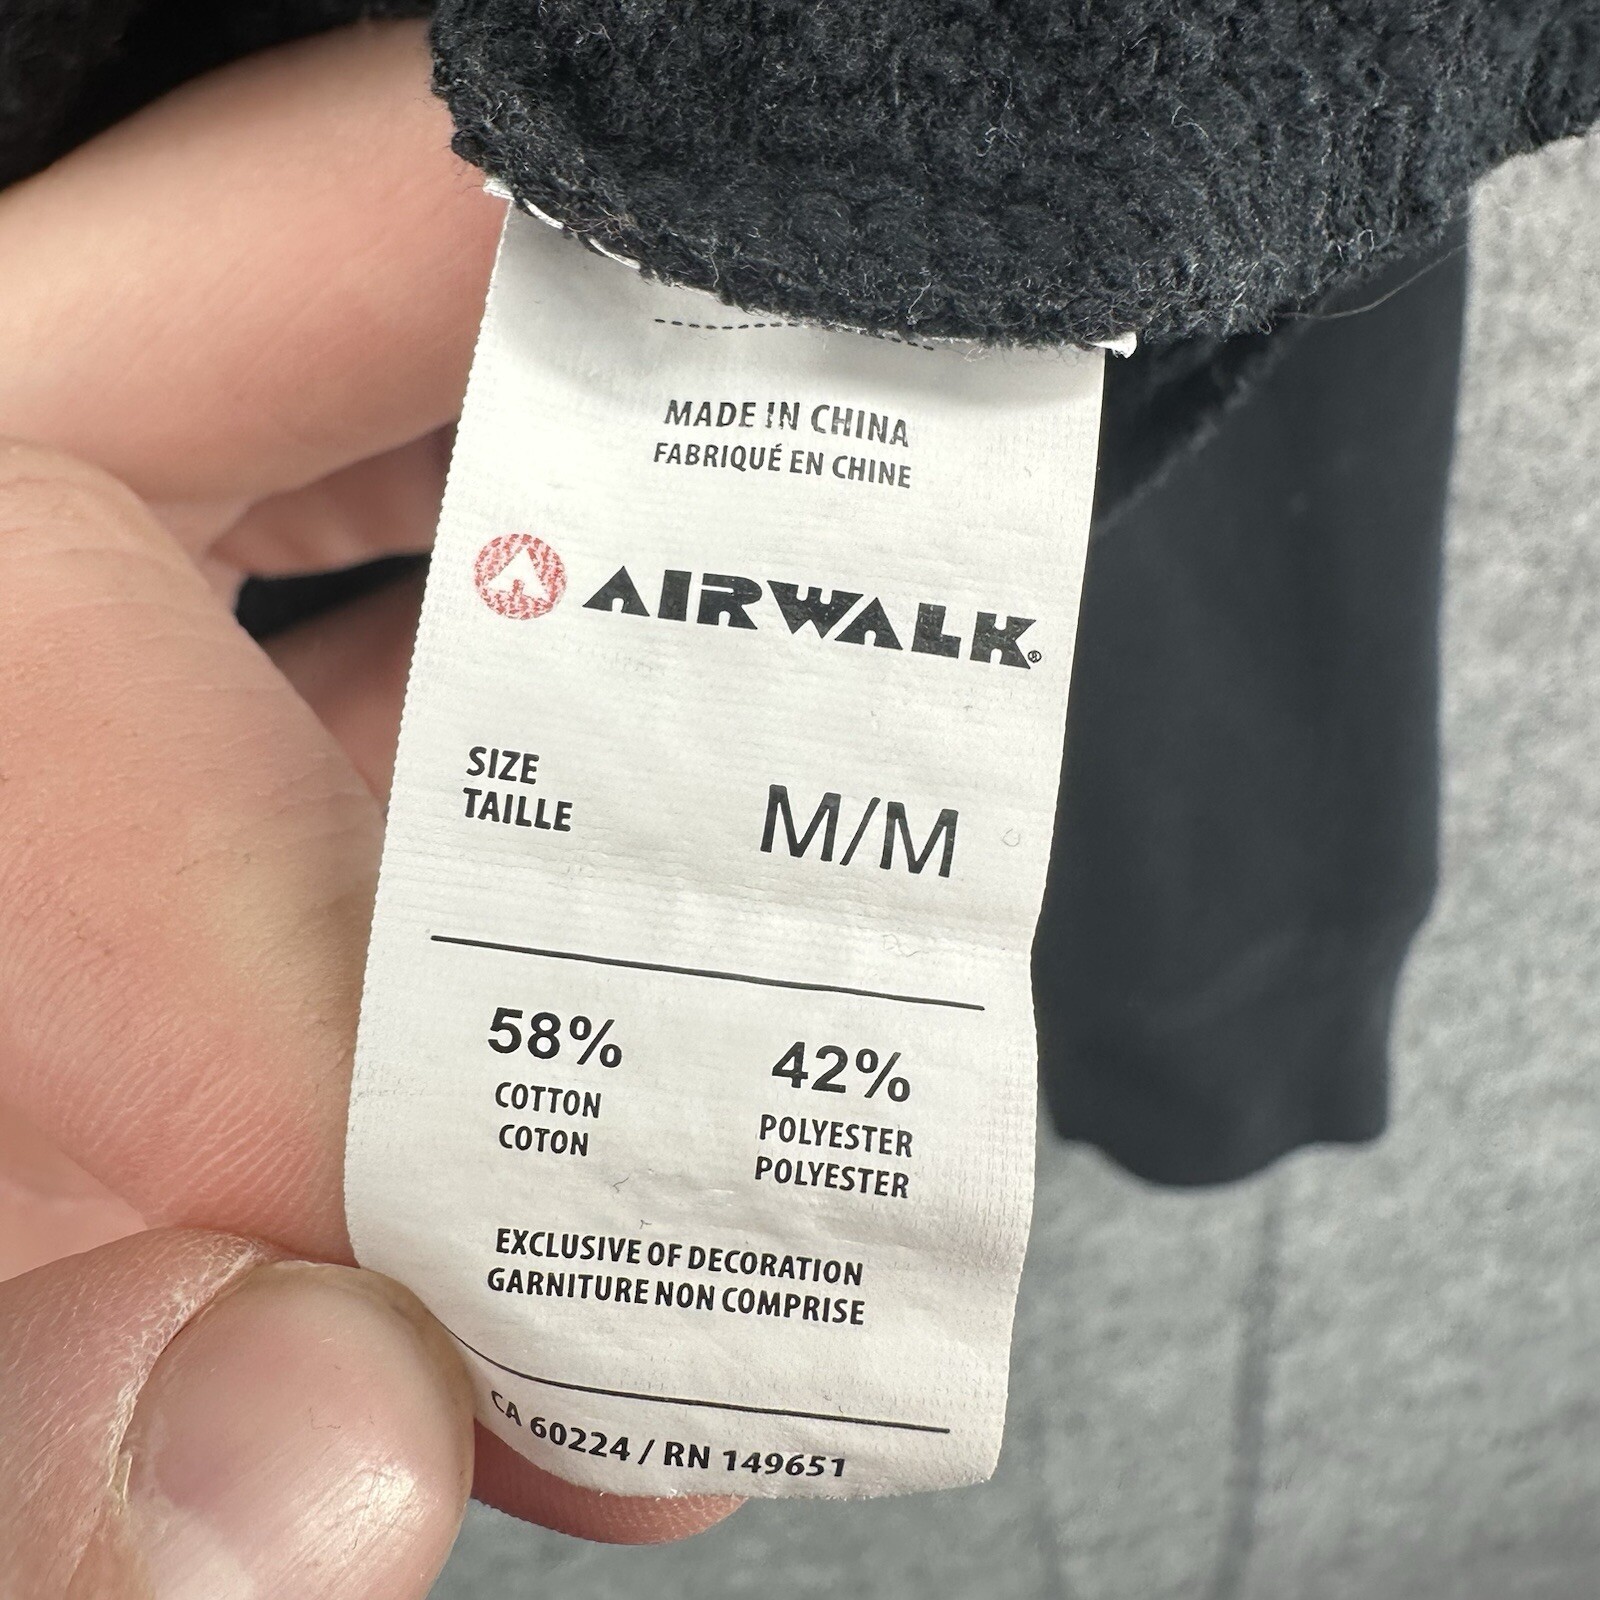 MADE IN CHINA
FABRIQUÉ EN CHINE
AIRWALK®
SIZE
TAILLE
M/M
58%
COTTON
COTON
42%
POLYESTER
POLYESTER
EXCLUSIVE OF DECORATION
GARNITURE NON COMPRISE
CA 60224 / RN 149651